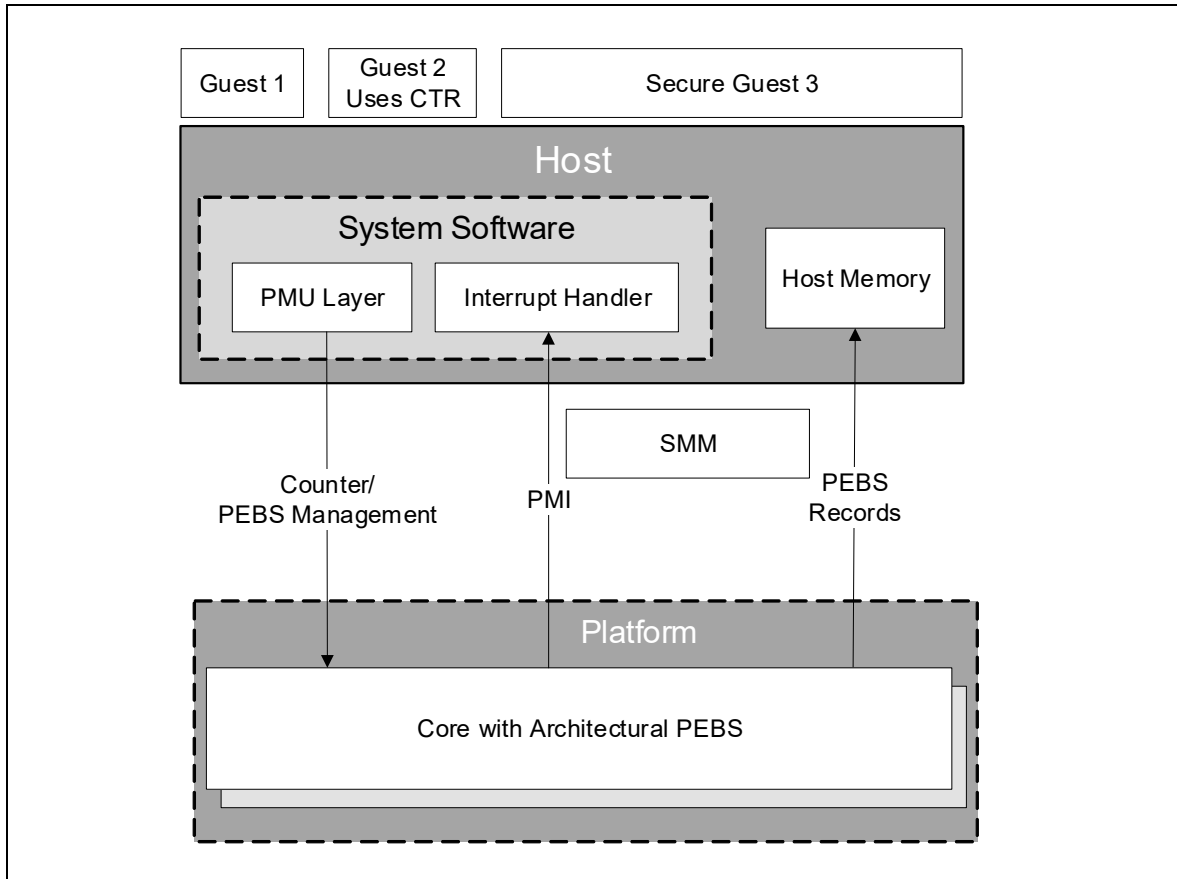 Guest 1
Guest 2
Uses CTR
Secure Guest 3
Host
System Software
PMU Layer
Interrupt Handler
Host Memory
SMM
Counter/
PEBS Management
PMI
PEBS
Records
Platform
Core with Architectural PEBS